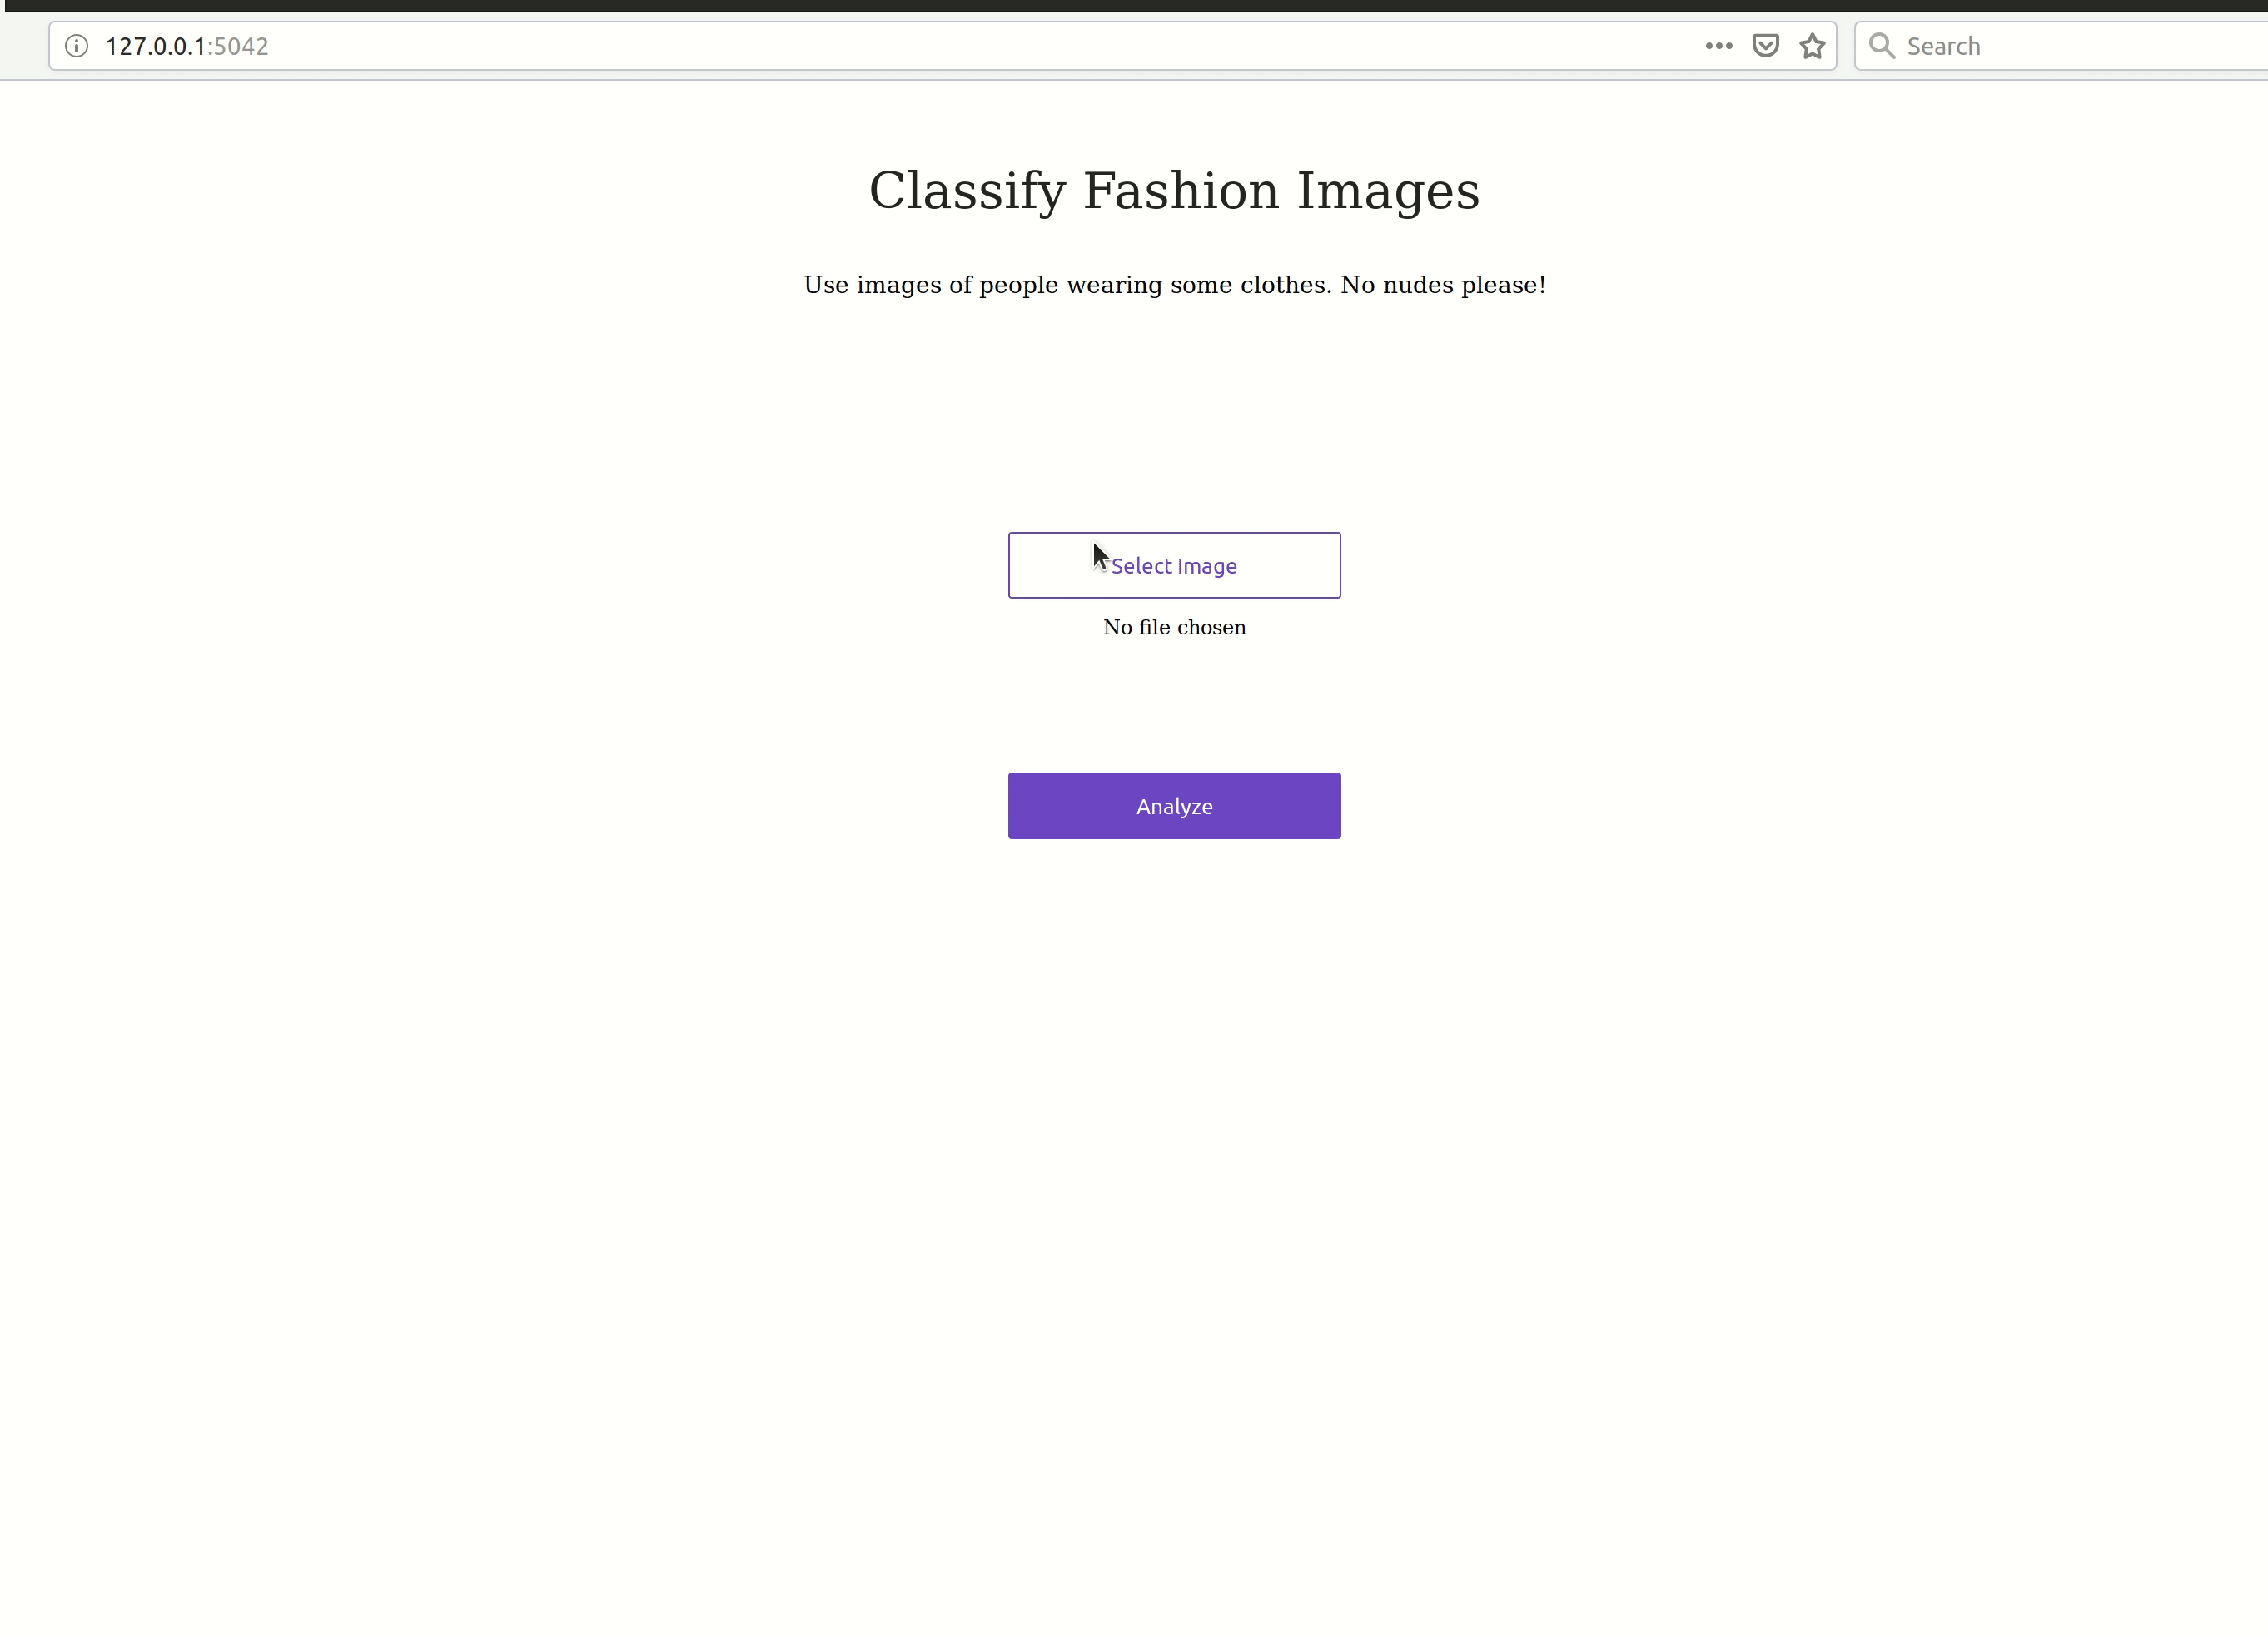 127.0.0.1:5042
Search
Classify Fashion Images
Use images of people wearing some clothes. No nudes please!
Select Image
No file chosen
Analyze